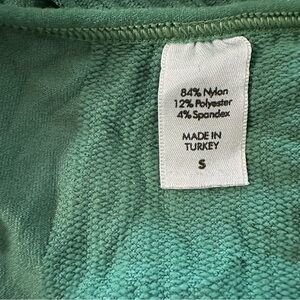 84% Nylon
12% Polyester
4% Spandex
MADE IN
TURKEY
S